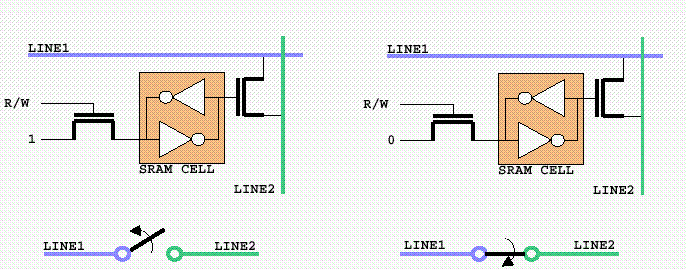 LINE1
R/W
1
SRAM CELL
LINE2
LINE1
LINE2
LINE1
R/W
0
SRAM CELL
LINE2
LINE1
LINE2